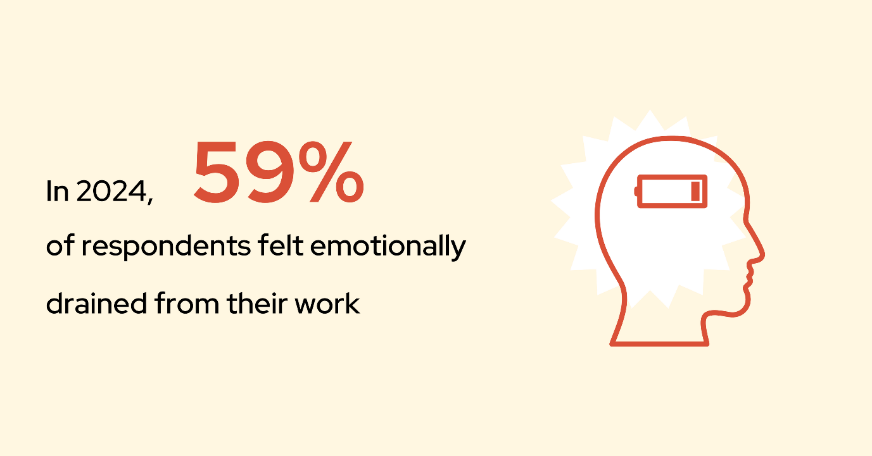 In 2024, 59%
of respondents felt emotionally
drained from their work